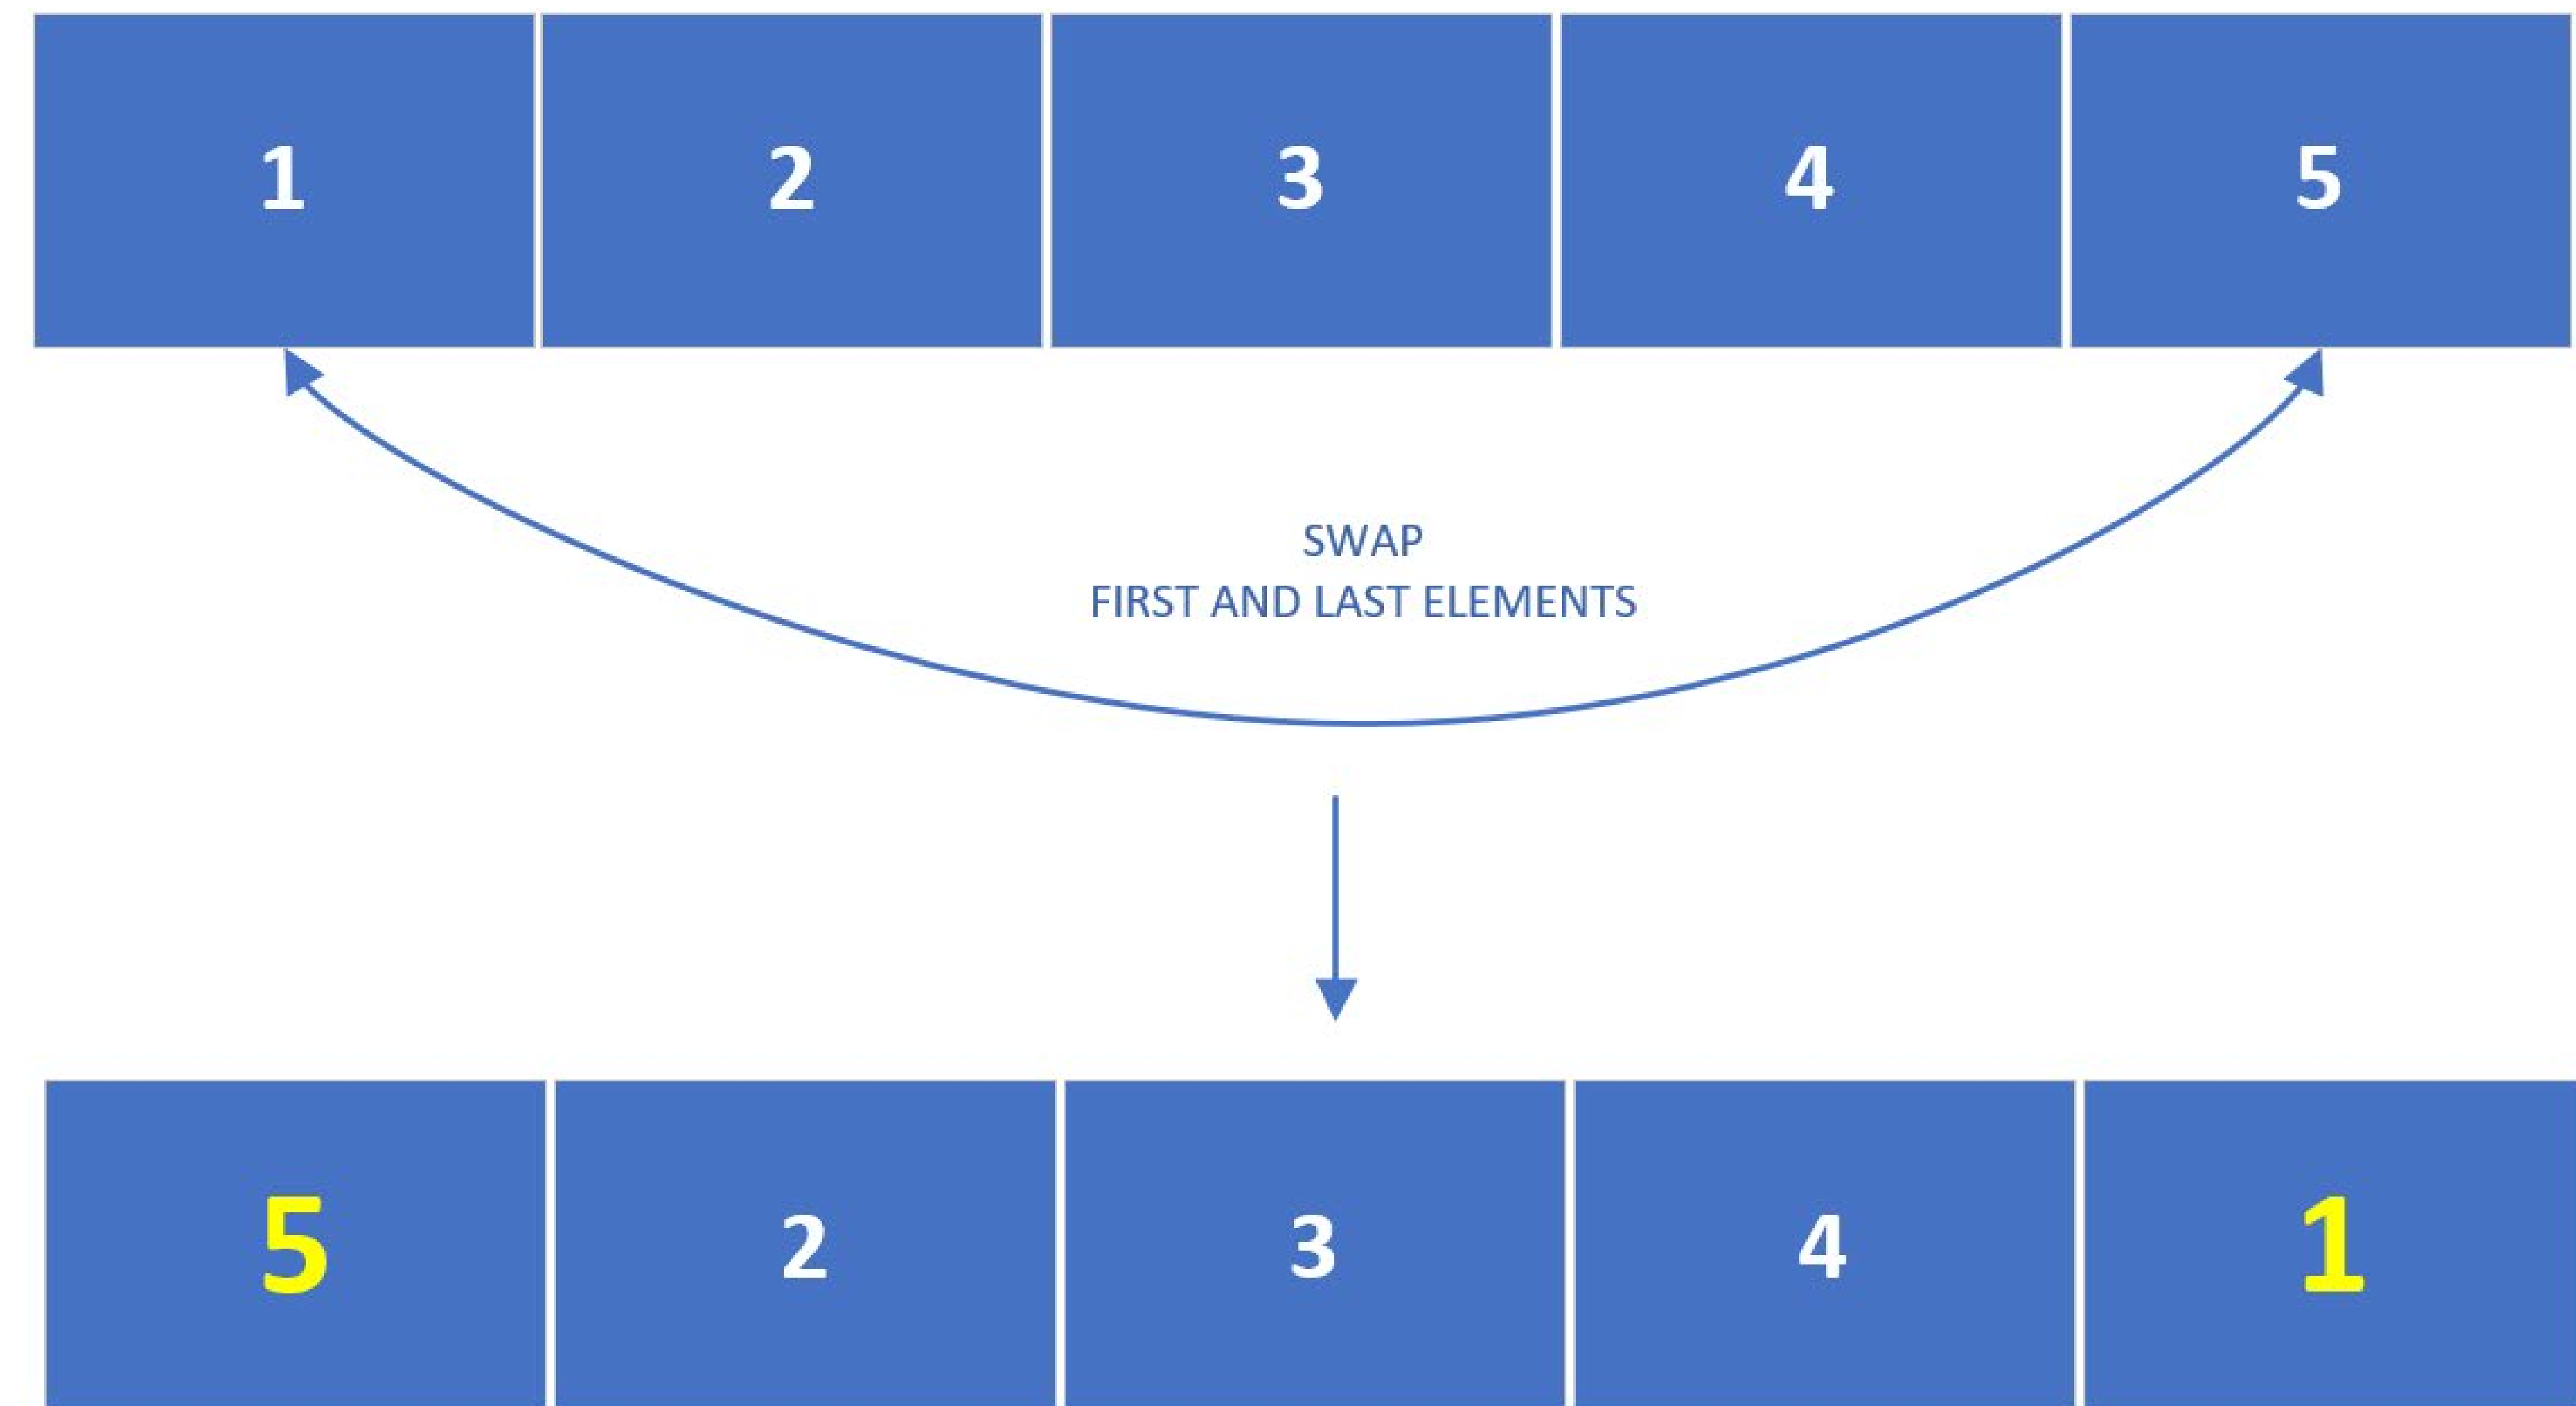 1 2 3 4 5
SWAP
FIRST AND LAST ELEMENTS
5 2 3 4 1